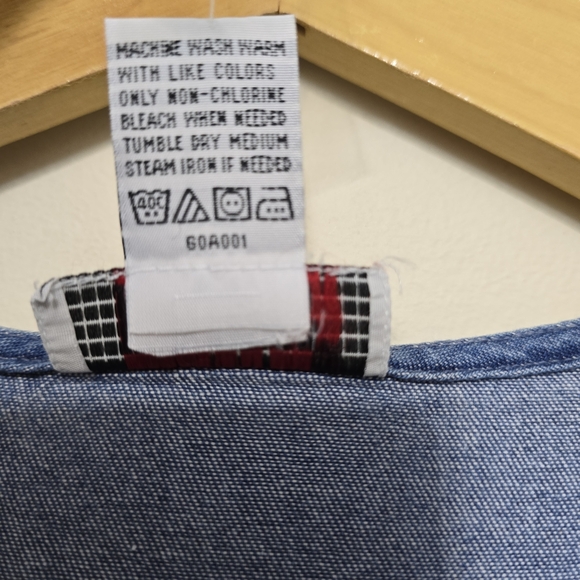 MACHINE WASH WARM
WITH LIKE COLORS
ONLY NON-CHLORINE
BLEACH WHEN NEEDED
TUMBLE DRY MEDIUM
STEAM IRON IF NEEDED
40C
60A001